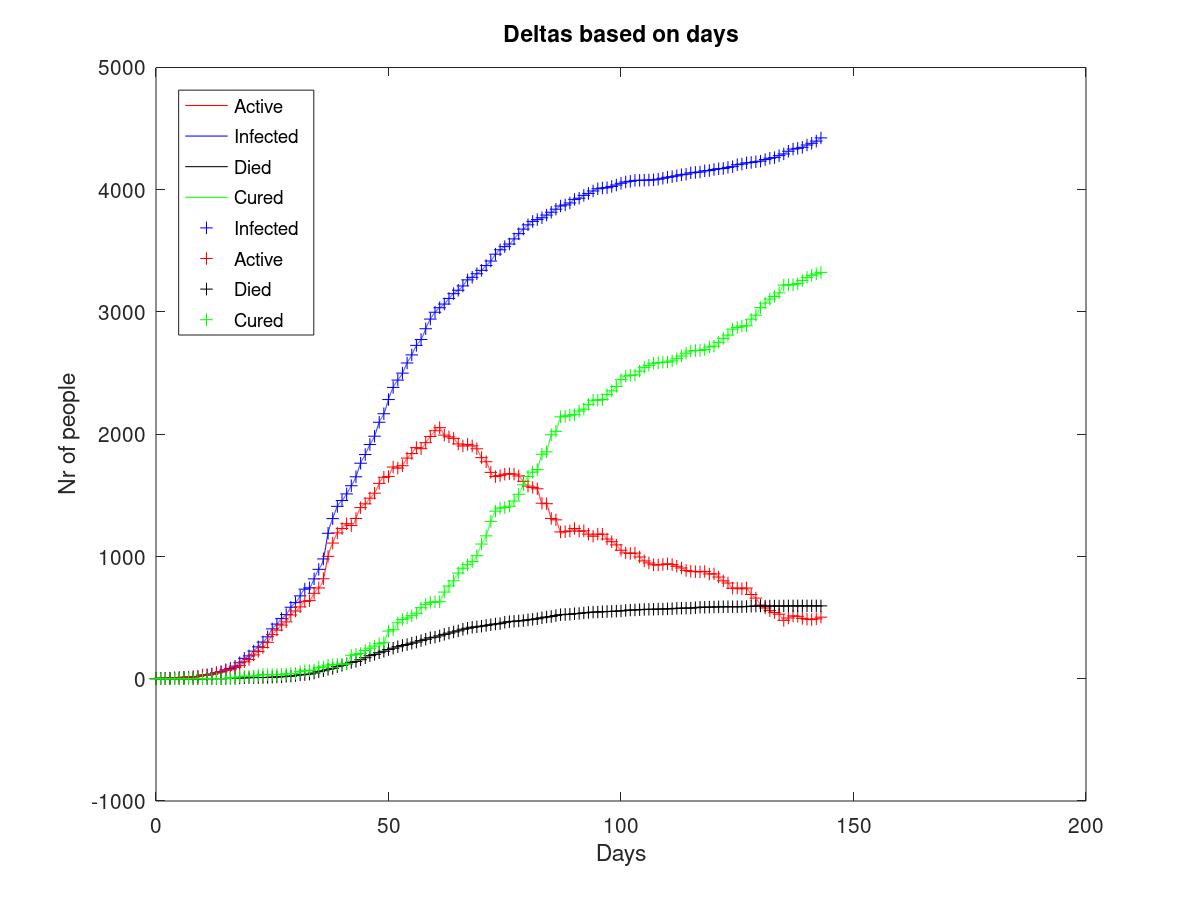 Deltas based on days
5000
4000
3000
2000
1000
0
-1000
Nr of people
Active
Infected
Died
Cured
Infected
Active
Died
Cured
0 50 100 150 200
Days